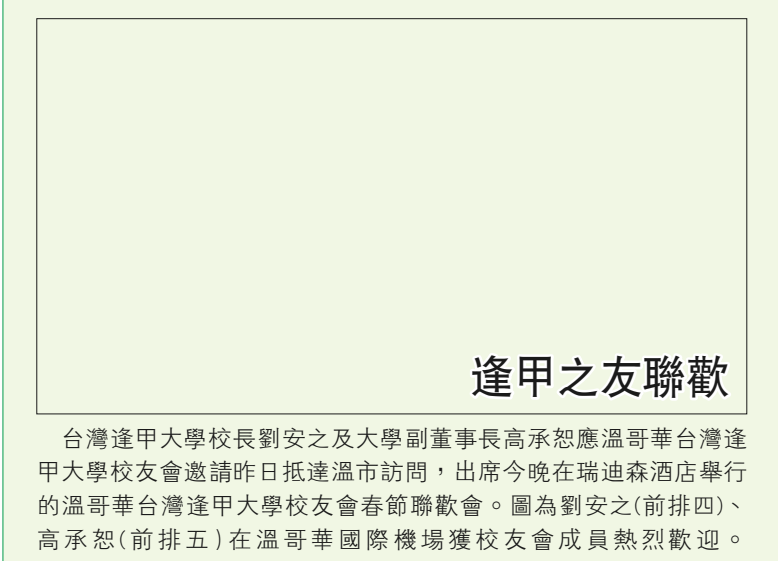 逢甲之友聯歡
台灣逢甲大學校長劉安之及大學副董事長高承恕應溫哥華台灣逢
甲大學校友會邀請昨日抵達溫市訪問，出席今晚在瑞迪森酒店舉行
的溫哥華台灣逢甲大學校友會春節聯歡會。圖為劉安之(前排四)、
高承恕(前排五)在溫哥華國際機場獲校友會成員熱烈歡迎。